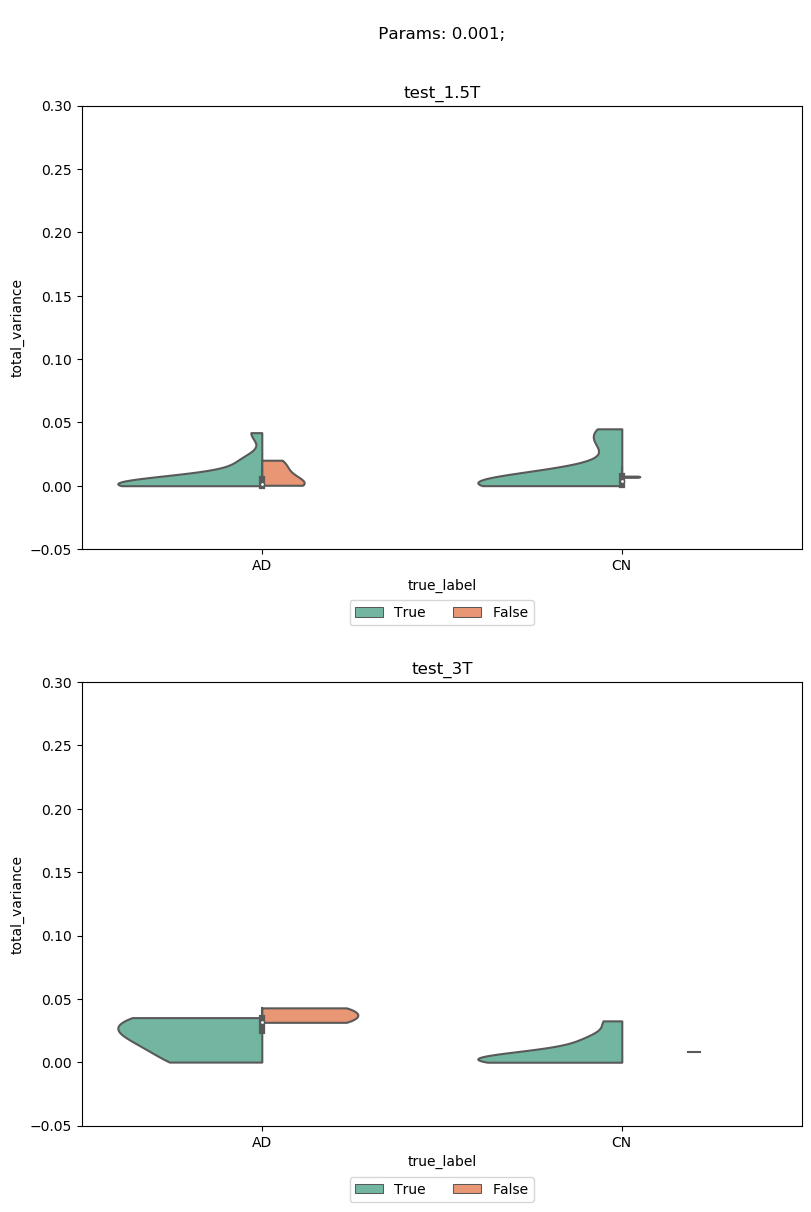 Params: 0.001;
test_1.5T
0.30
0.25
0.20
0.15
0.10
0.05
0.00
−0.05
total_variance
AD CN
true_label
True False
test_3T
0.30
0.25
0.20
0.15
0.10
0.05
0.00
−0.05
total_variance
AD CN
true_label
True False